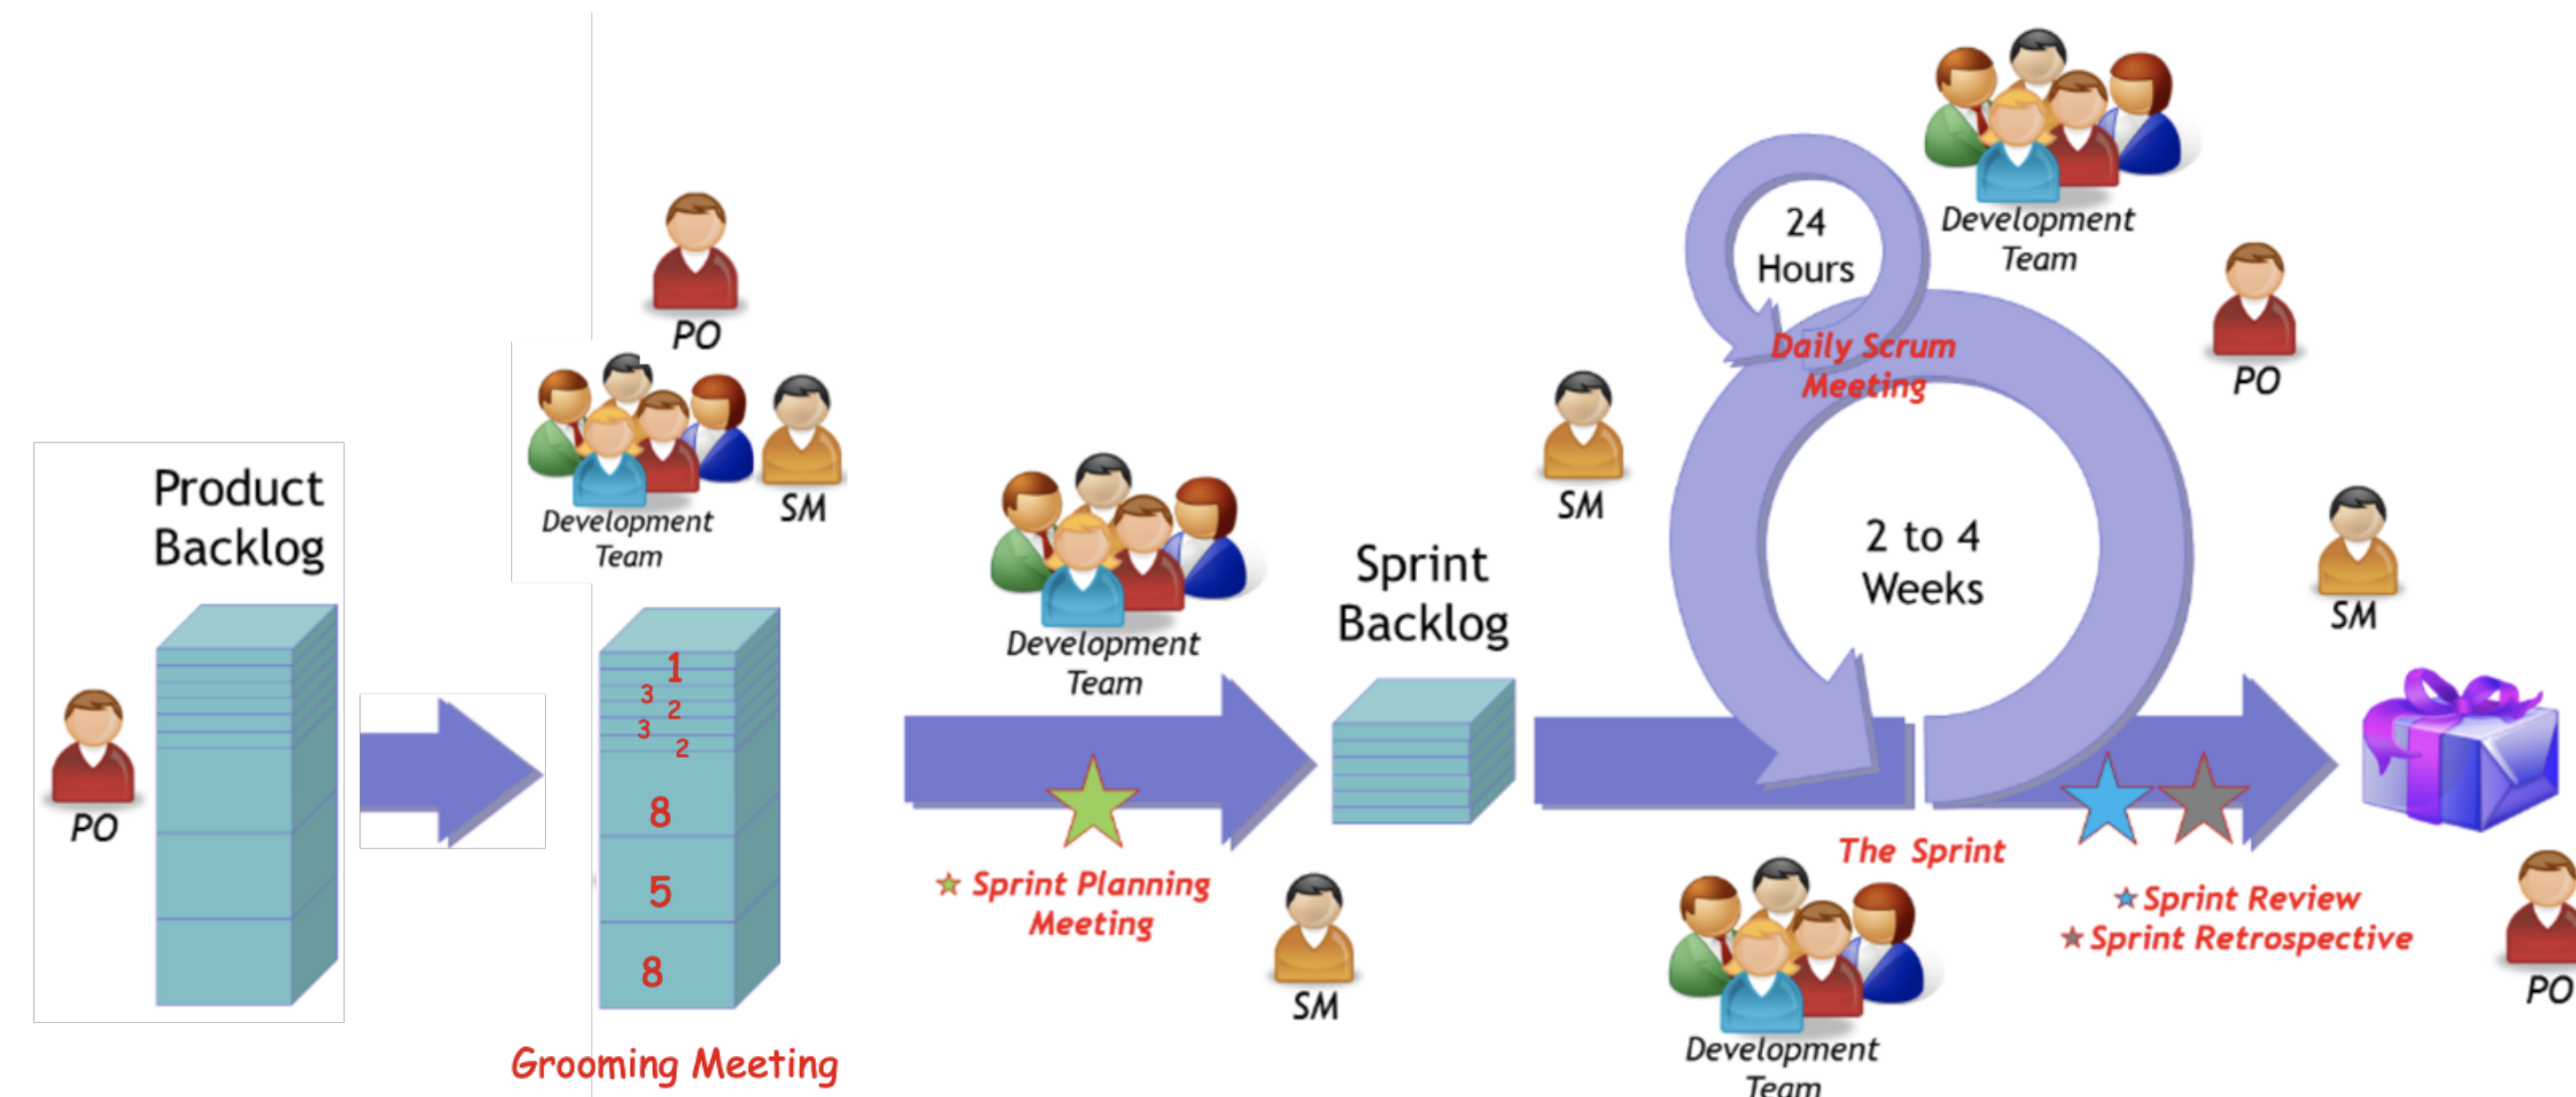 Product
Backlog
PO
PO
Development
Team
SM
1
3
2
3
2
8
5
8
Grooming Meeting
Development
Team
Sprint Planning
Meeting
SM
Sprint
Backlog
SM
24
Hours
Daily Scrum
Meeting
2 to 4
Weeks
Development
Team
PO
SM
The Sprint
Development
Team
Sprint Review
Sprint Retrospective
PO